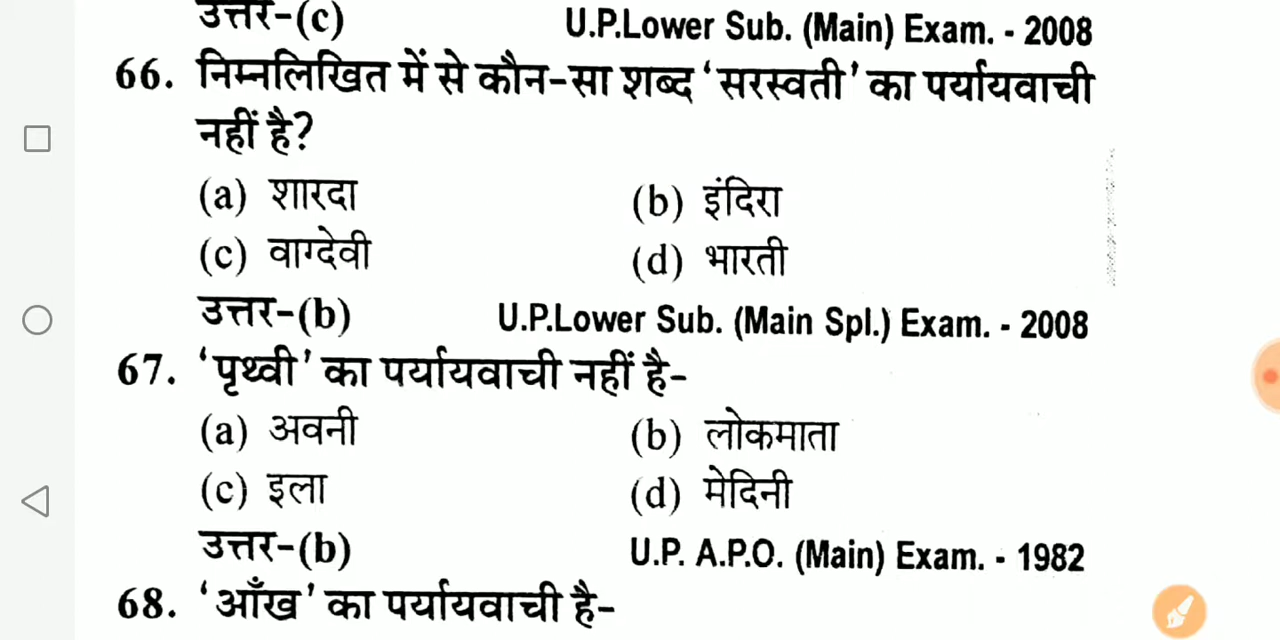 उत्तर-(c) U.P.Lower Sub. (Main) Exam. - 2008
66. निम्नलिखित में से कौन-सा शब्द ‘सरस्वती’ का पर्यायवाची
नहीं है?
(a) शारदा (b) इंदिरा
(c) वाग्देवी (d) भारती
उत्तर-(b) U.P.Lower Sub. (Main Spl.) Exam. - 2008
67. ‘पृथ्वी’ का पर्यायवाची नहीं है-
(a) अवनी (b) लोकमाता
(c) इला (d) मेदिनी
उत्तर-(b) U.P. A.P.O. (Main) Exam. - 1982
68. ‘आँख’ का पर्यायवाची है-